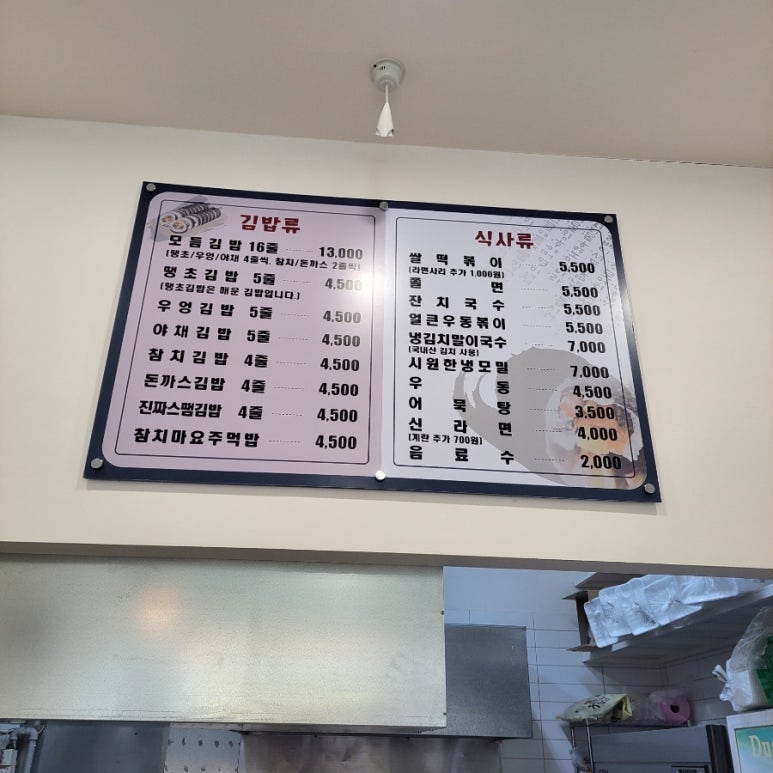 김밥류
모듬김밥 16줄 13,000
(땡초/우엉/야채 4줄씩, 참치/돈까스 2줄씩)
땡초김밥 5줄 4,500
(땡초김밥은 매운 김밥입니다.)
우엉김밥 5줄 4,500
야채김밥 5줄 4,500
참치김밥 4줄 4,500
돈까스김밥 4줄 4,500
진짜스팸김밥 4줄 4,500
참치마요주먹밥 4,500
식사류
쌀떡볶이 5,500
(라면사리 추가 1,000원)
쫄면 5,500
잔치국수 5,500
얼큰우동볶이 5,500
냉김치말이국수 7,000
(국내산 김치 사용)
시원한냉모밀 7,000
우동 4,500
어묵탕 3,500
신라면 4,000
(계란 추가 700원)
음료수 2,000